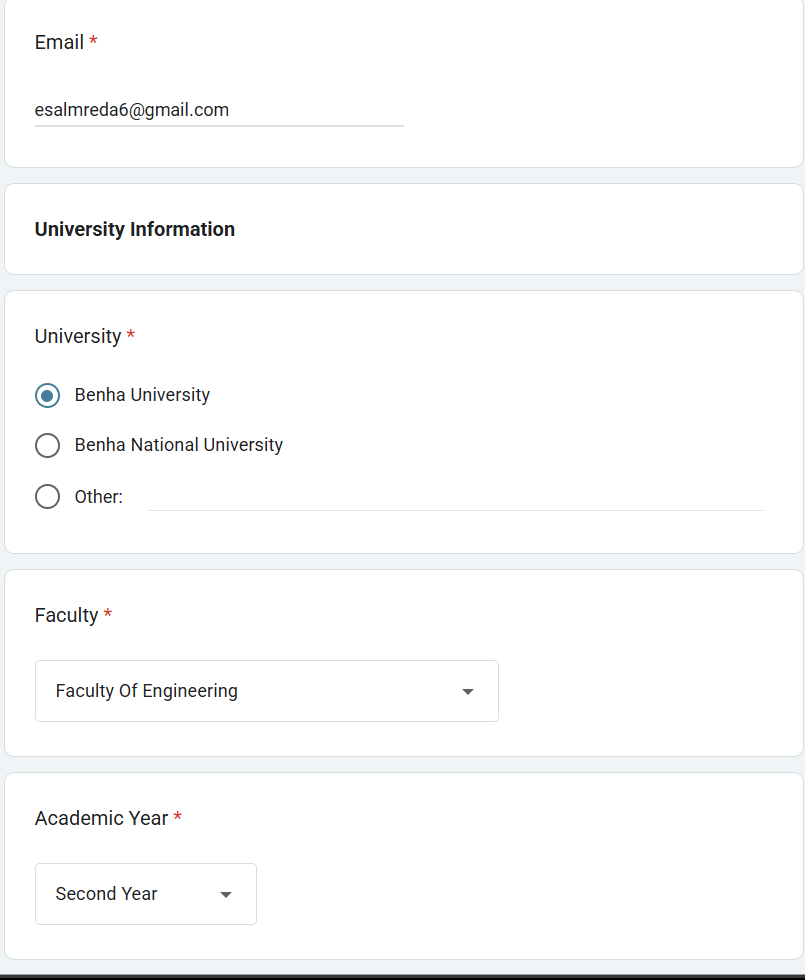 Email *
esalmreda6@gmail.com
University Information
University *
Benha University
Benha National University
Other:
Faculty *
Faculty Of Engineering
Academic Year *
Second Year